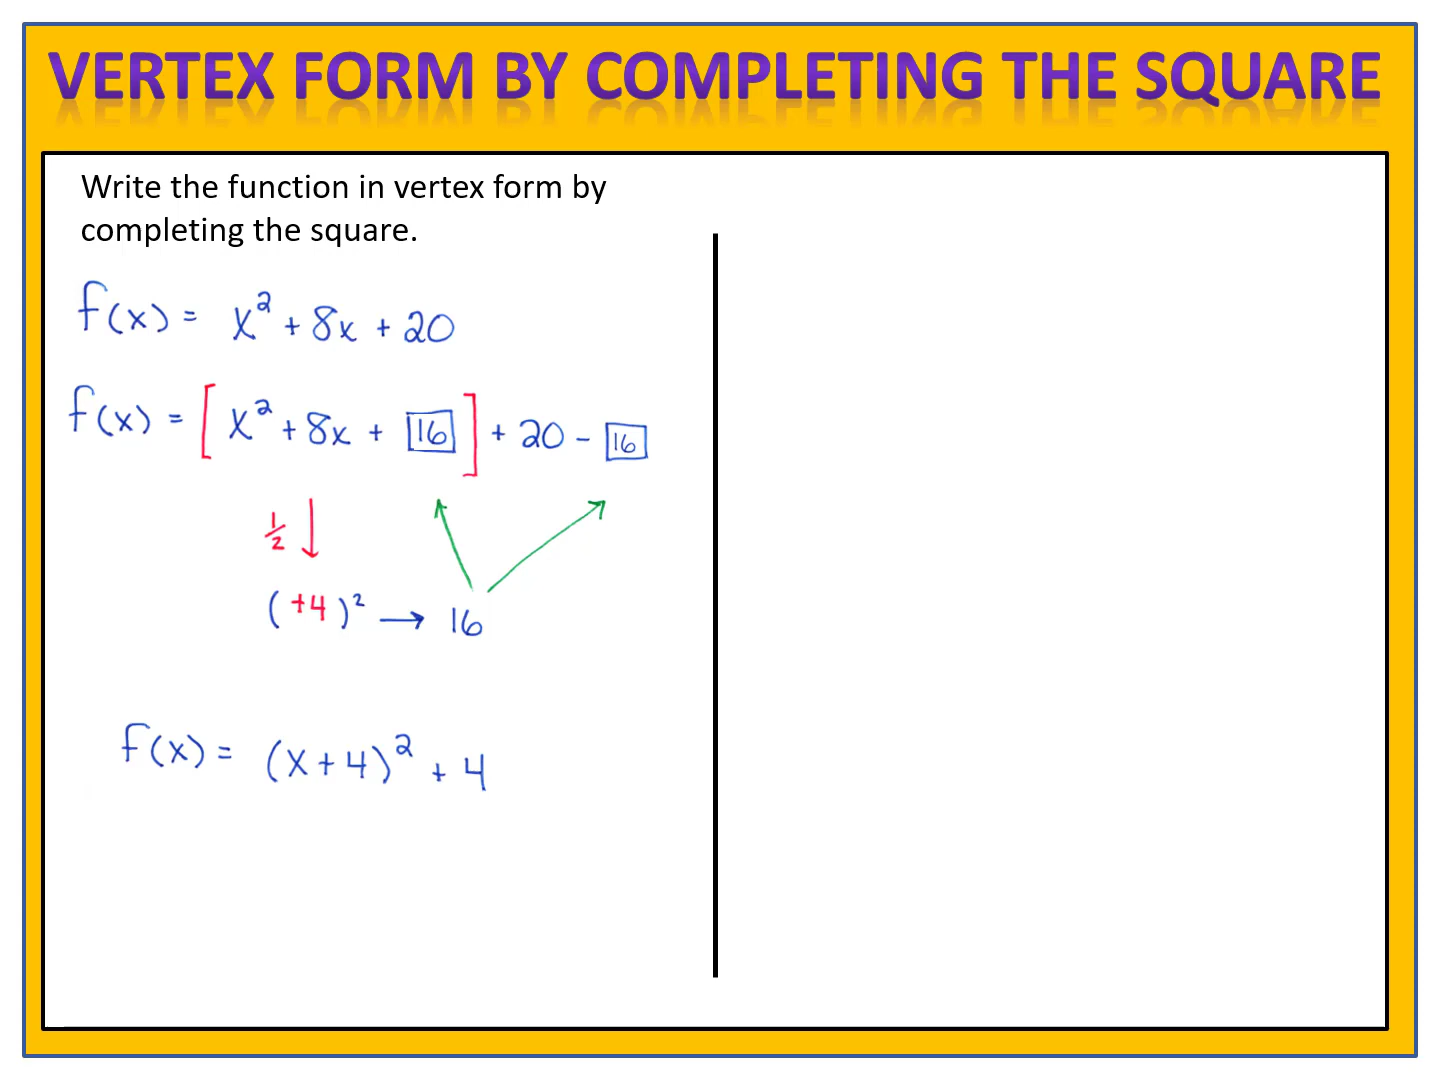 VERTEX FORM BY COMPLETING THE SQUARE
Write the function in vertex form by
completing the square.
f(x) = x² + 8x + 20
f(x) = [ x² + 8x + 16 ] + 20 - 16
1/2
( +4 )² → 16
f(x) = (x+4)² + 4